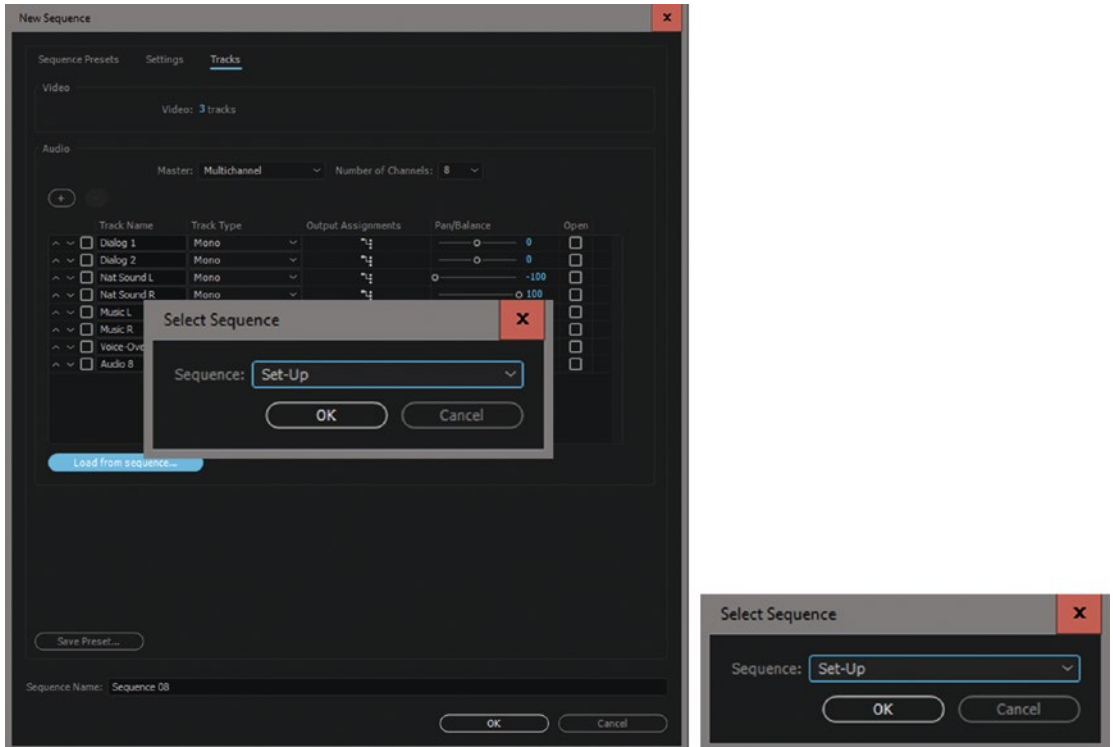 New Sequence x
Sequence Presets Settings Tracks
Video
Video: 3 tracks
Audio
Master: Multichannel Number of Channels: 8
+
Track Name Track Type Output Assignments Pan/Balance Open
Dialog 1 Mono 0
Dialog 2 Mono 0
Nat Sound L Mono -100
Nat Sound R Mono 100
Music L
Music R
Voice-Ove
Audio 8
Select Sequence x
Sequence: Set-Up
OK Cancel
Load from sequence...
Save Preset...
Sequence Name: Sequence 08
OK Cancel
Select Sequence x
Sequence: Set-Up
OK Cancel